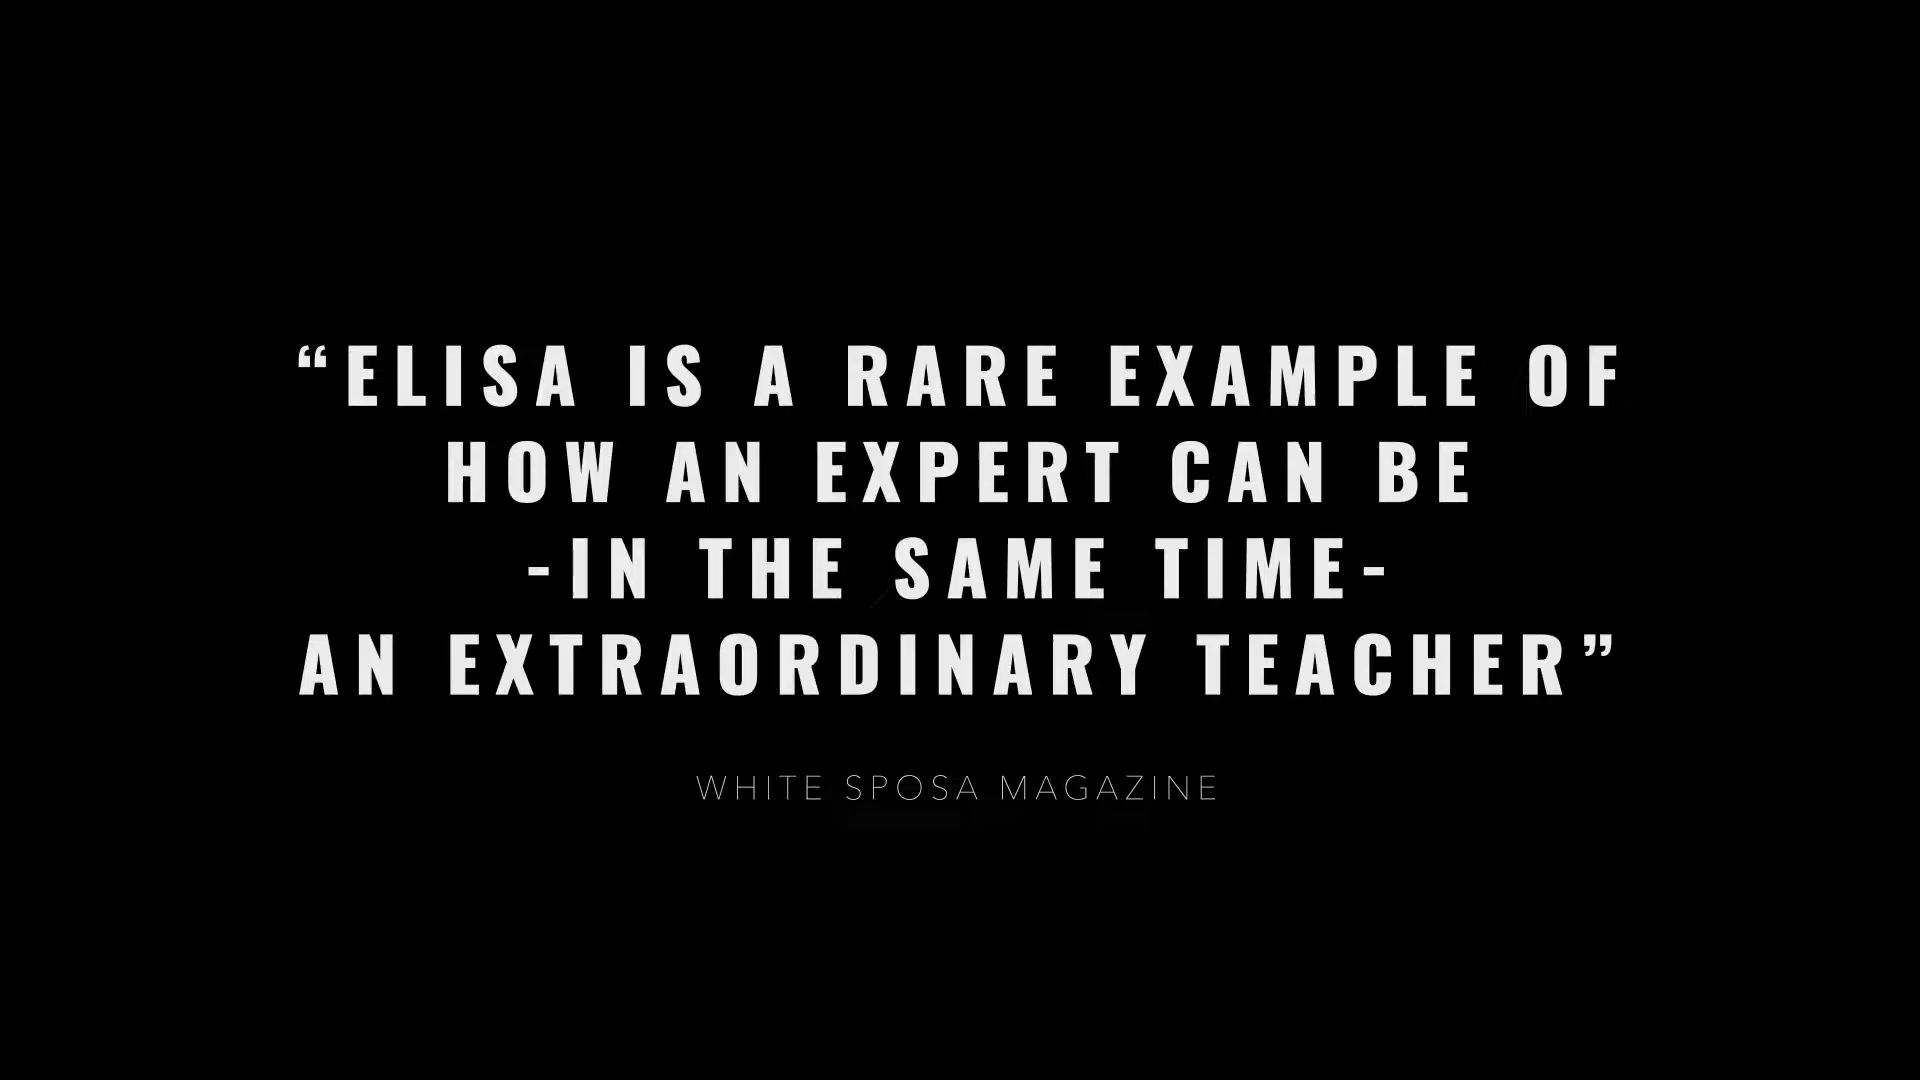 “ELISA IS A RARE EXAMPLE OF
HOW AN EXPERT CAN BE
-IN THE SAME TIME-
AN EXTRAORDINARY TEACHER”
WHITE SPOSA MAGAZINE